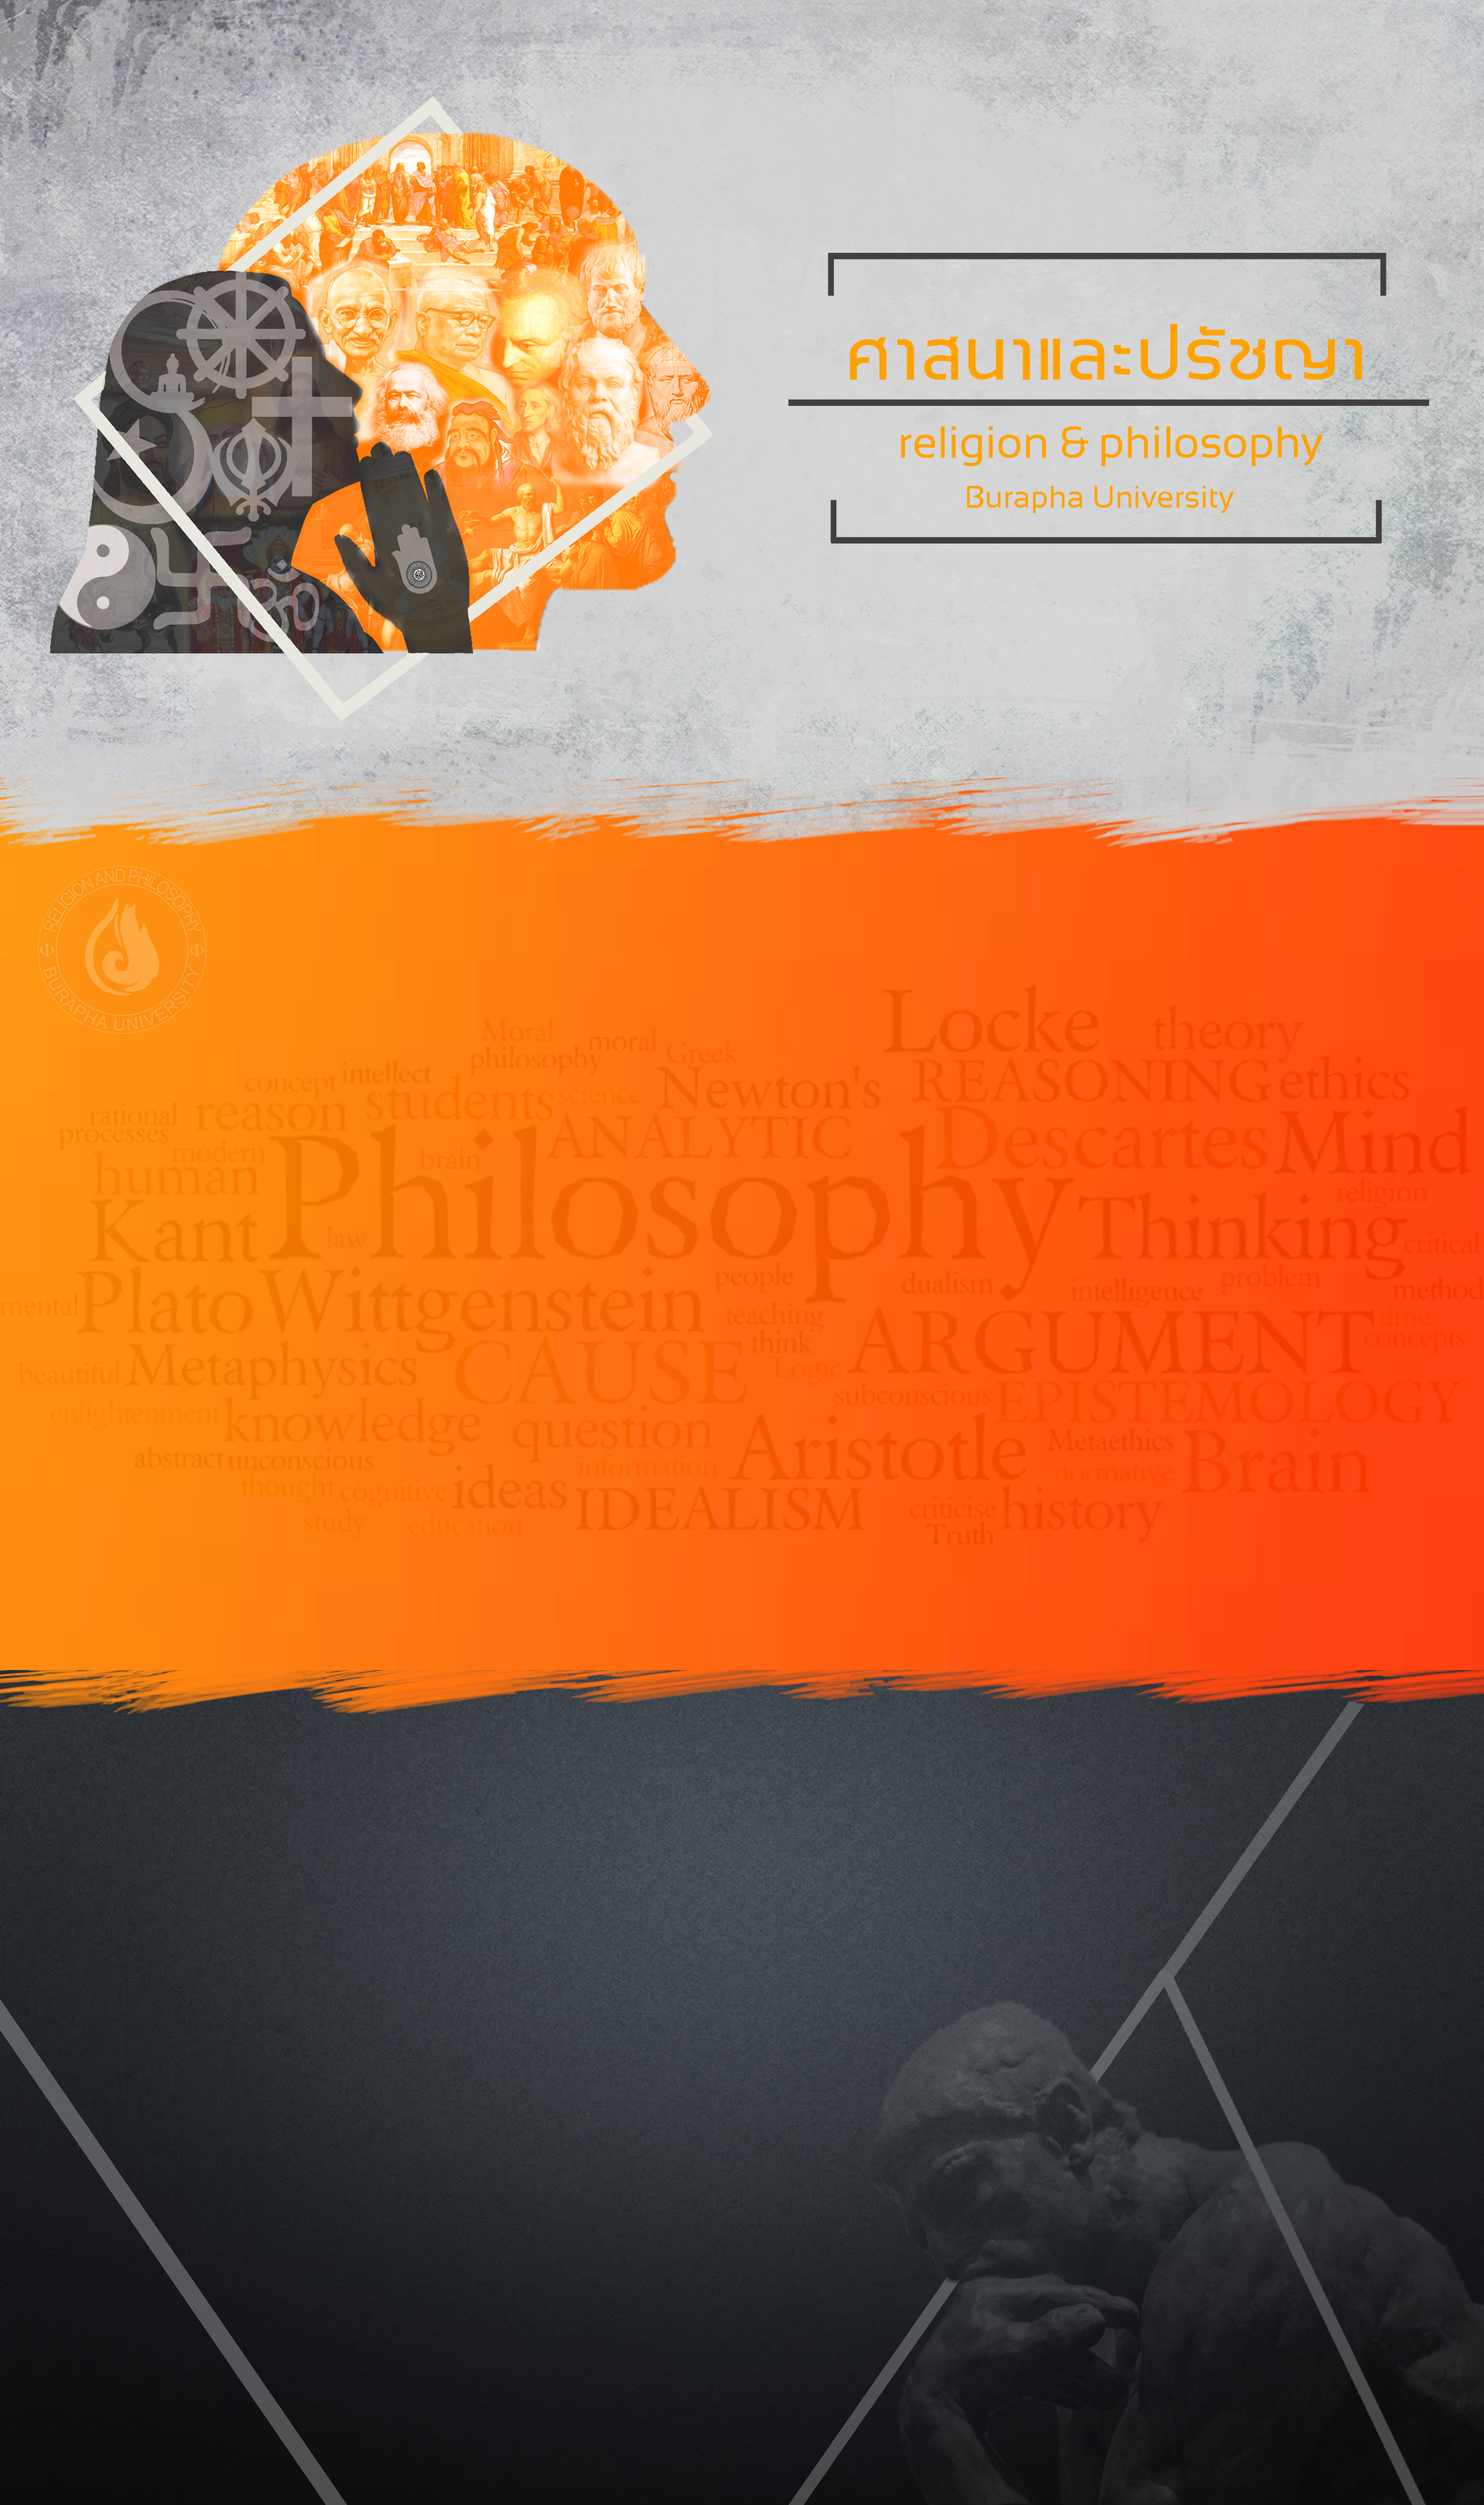 ศาสนาและปรัชญา
religion & philosophy
Burapha University
RELIGION AND PHILOSOPHY
Φ Φ
BURAPHA UNIVERSITY
Locke theory
Moral moral
philosophy Greek
concept intellect science Newton's REASONING ethics
rational reason students
processes modern ANALYTIC Descartes Mind
human brain religion
Kant law Philosophy Thinking critical
people dualism intelligence problem method
mental Plato Wittgenstein teaching time
think ARGUMENT concepts
beautiful Metaphysics CAUSE Logic
subconscious EPISTEMOLOGY
enlightenment knowledge question Aristotle Metaethics Brain
abstract unconscious information normative
thought cognitive ideas IDEALISM criticise history
study education Truth